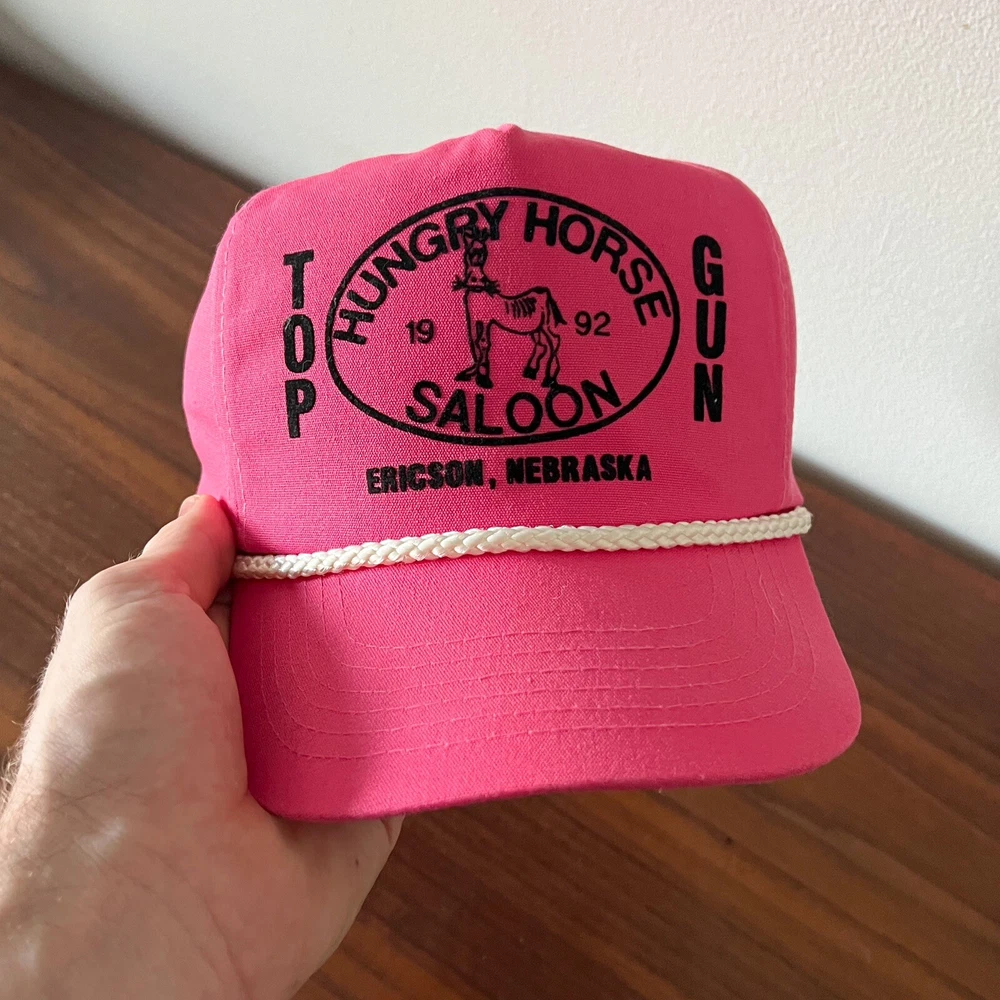 TOP
HUNGRY HORSE
19 92
SALOON
GUN
ERICSON, NEBRASKA